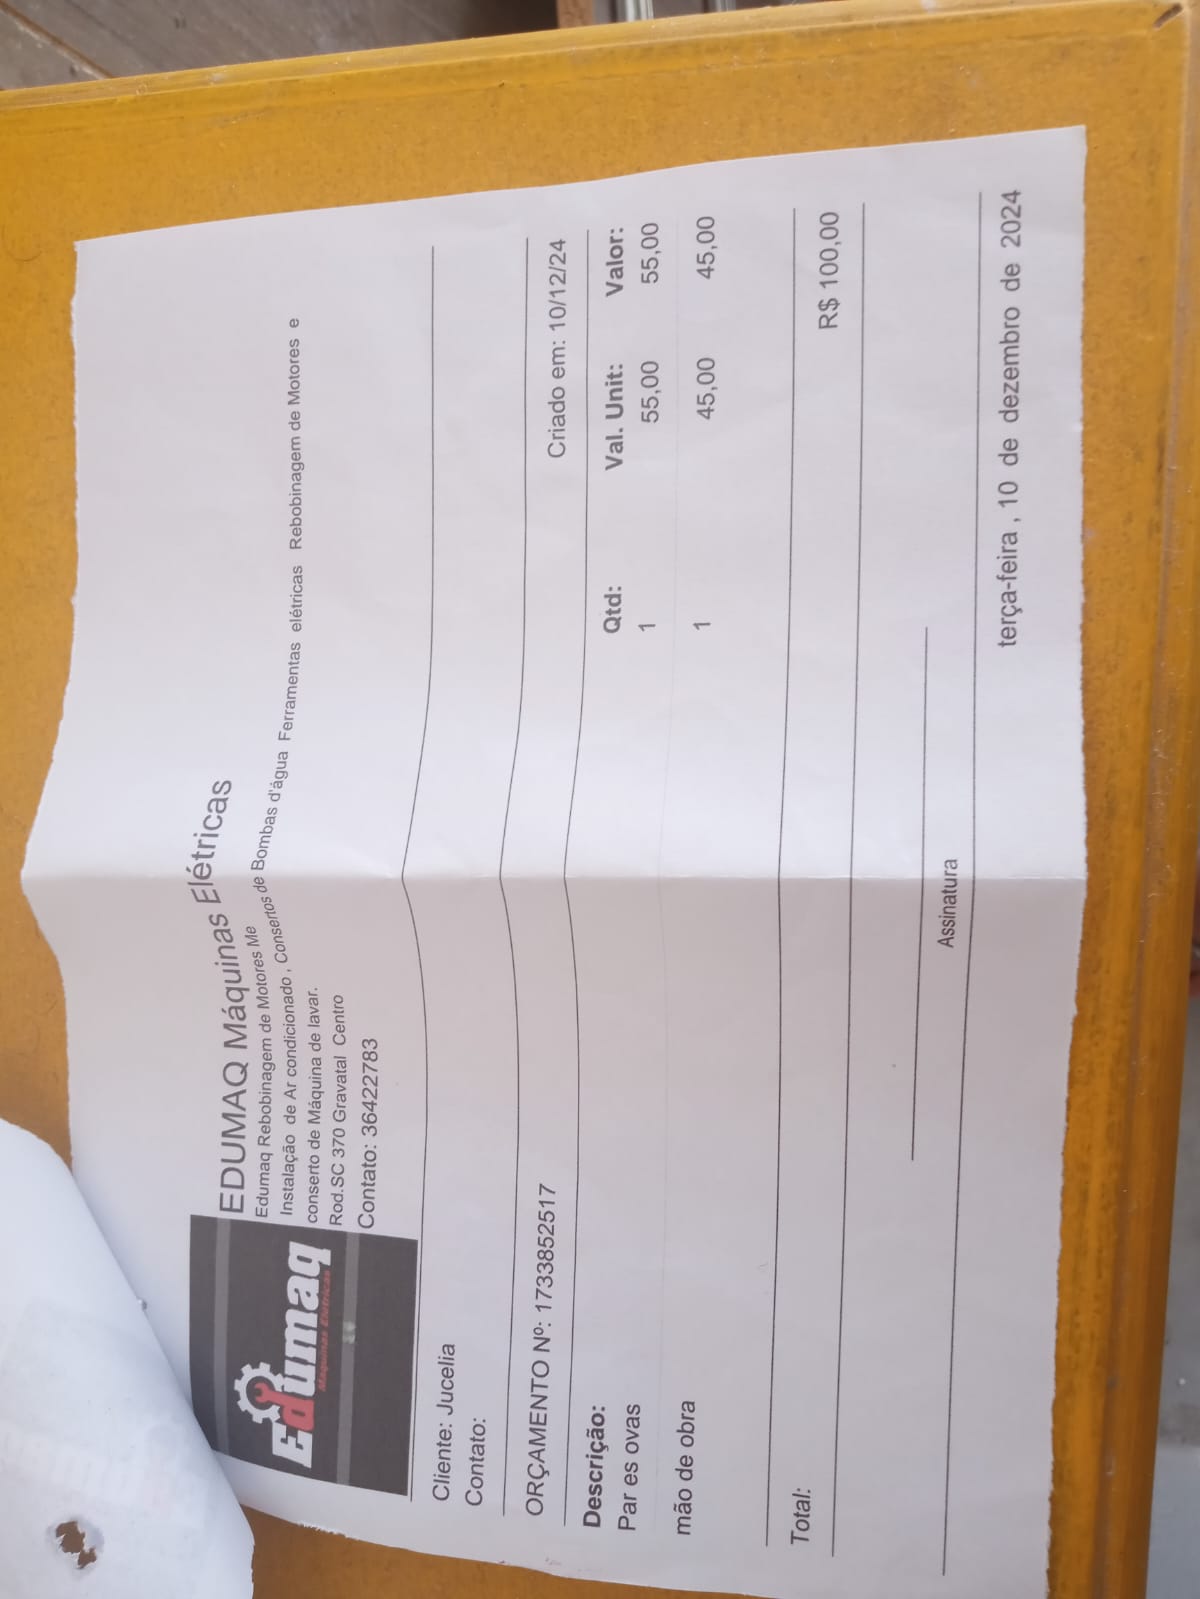 Edumaq
Máquinas Elétricas
EDUMAQ Máquinas Elétricas
Edumaq Rebobinagem de Motores Me
Instalação de Ar condicionado , Consertos de Bombas d'água Ferramentas elétricas Rebobinagem de Motores e
conserto de Máquina de lavar.
Rod.SC 370 Gravatal Centro
Contato: 36422783
Cliente: Jucelia
Contato:
ORÇAMENTO Nº: 1733852517 Criado em: 10/12/24
Descrição: Qtd: Val. Unit: Valor:
Par es ovas 1 55,00 55,00
mão de obra 1 45,00 45,00
Total: R$ 100,00
Assinatura
terça-feira , 10 de dezembro de 2024